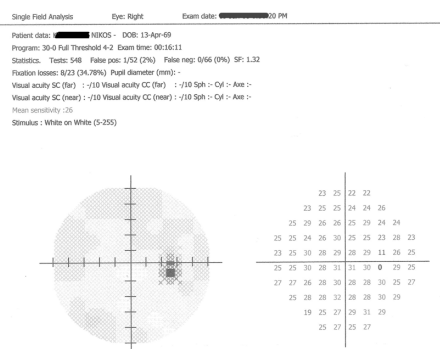 Single Field Analysis Eye: Right Exam date: 20 PM
Patient data: NIKOS - DOB: 13-Apr-69
Program: 30-0 Full Threshold 4-2 Exam time: 00:16:11
Statistics. Tests: 548 False pos: 1/52 (2%) False neg: 0/66 (0%) SF: 1.32
Fixation losses: 8/23 (34.78%) Pupil diameter (mm): -
Visual acuity SC (far) : -/10 Visual acuity CC (far) : -/10 Sph :- Cyl :- Axe :-
Visual acuity SC (near) : -/10 Visual acuity CC (near) : -/10 Sph :- Cyl :- Axe :-
Mean sensitivity :26
Stimulus : White on White (5-255)
23 25 22 22
23 25 25 24 24 26
25 29 26 26 25 29 24 24
25 25 24 26 30 25 25 23 28 23
23 25 30 28 29 28 29 11 26 25
25 25 30 28 31 31 30 0 29 25
27 27 26 28 30 28 28 30 25 27
25 28 28 32 28 28 30 29
19 25 27 29 31 29
25 27 25 27